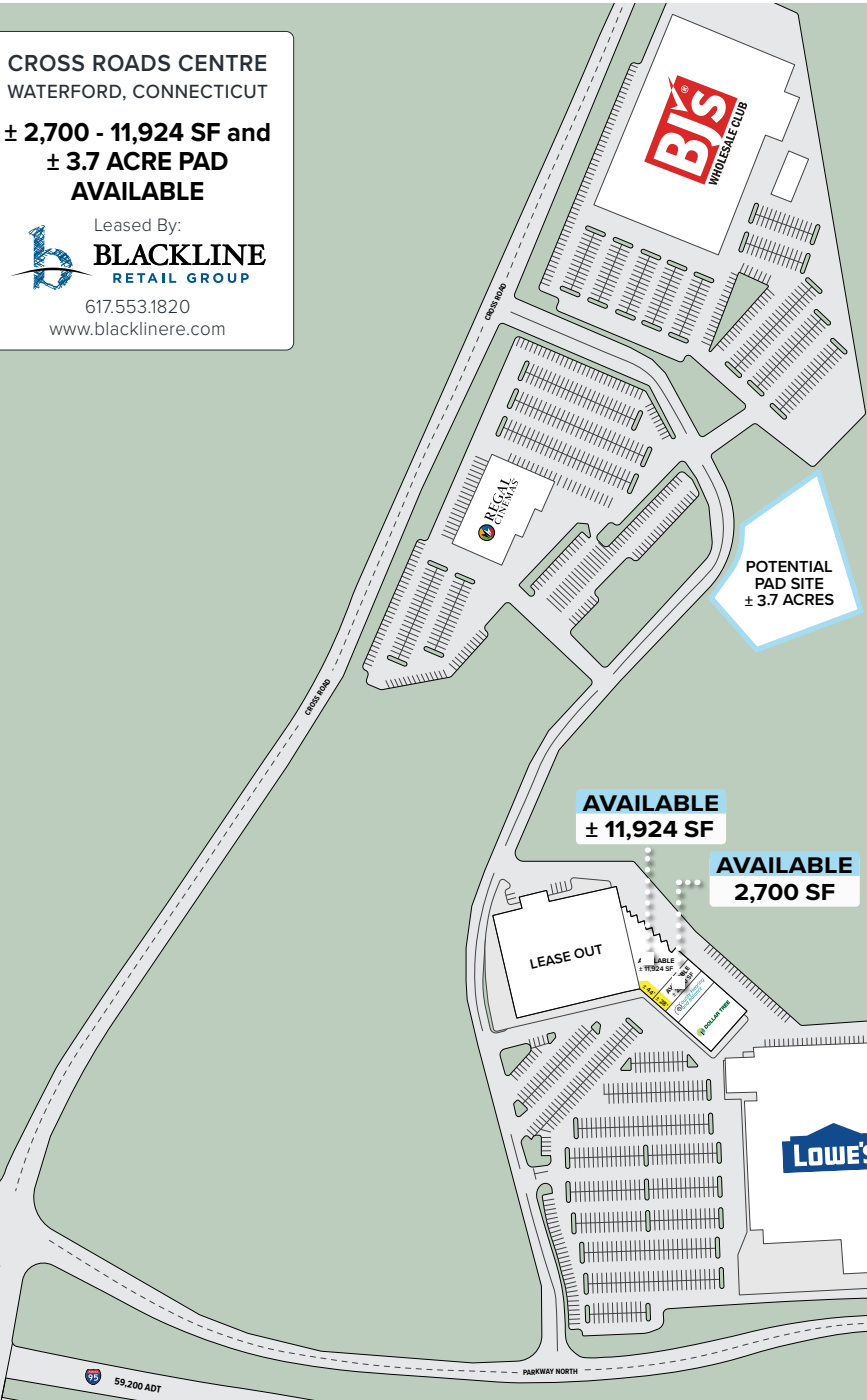 CROSS ROADS CENTRE
WATERFORD, CONNECTICUT
± 2,700 - 11,924 SF and
± 3.7 ACRE PAD
AVAILABLE
Leased By:
b BLACKLINE
RETAIL GROUP
617.553.1820
www.blacklinere.com
BJ's®
WHOLESALE CLUB
CROSS ROAD
REGAL
CINEMAS
POTENTIAL
PAD SITE
± 3.7 ACRES
CROSS ROAD
AVAILABLE
± 11,924 SF
AVAILABLE
2,700 SF
LEASE OUT
± 11,924 SF
DOLLAR TREE
LOWE'S
95
59,200 ADT
PARKWAY NORTH